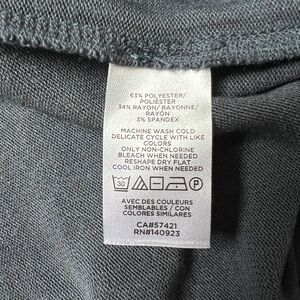 63% POLYESTER/
POLIÉSTER
34% RAYON/ RAYONNE/
RAYÓN
3% SPANDEX
MACHINE WASH COLD
DELICATE CYCLE WITH LIKE
COLORS
ONLY NON-CHLORINE
BLEACH WHEN NEEDED
RESHAPE DRY FLAT
COOL IRON WHEN NEEDED
30 P
AVEC DES COULEURS
SEMBLABLES / CON
COLORES SIMILARES
CA#57421
RN#140923